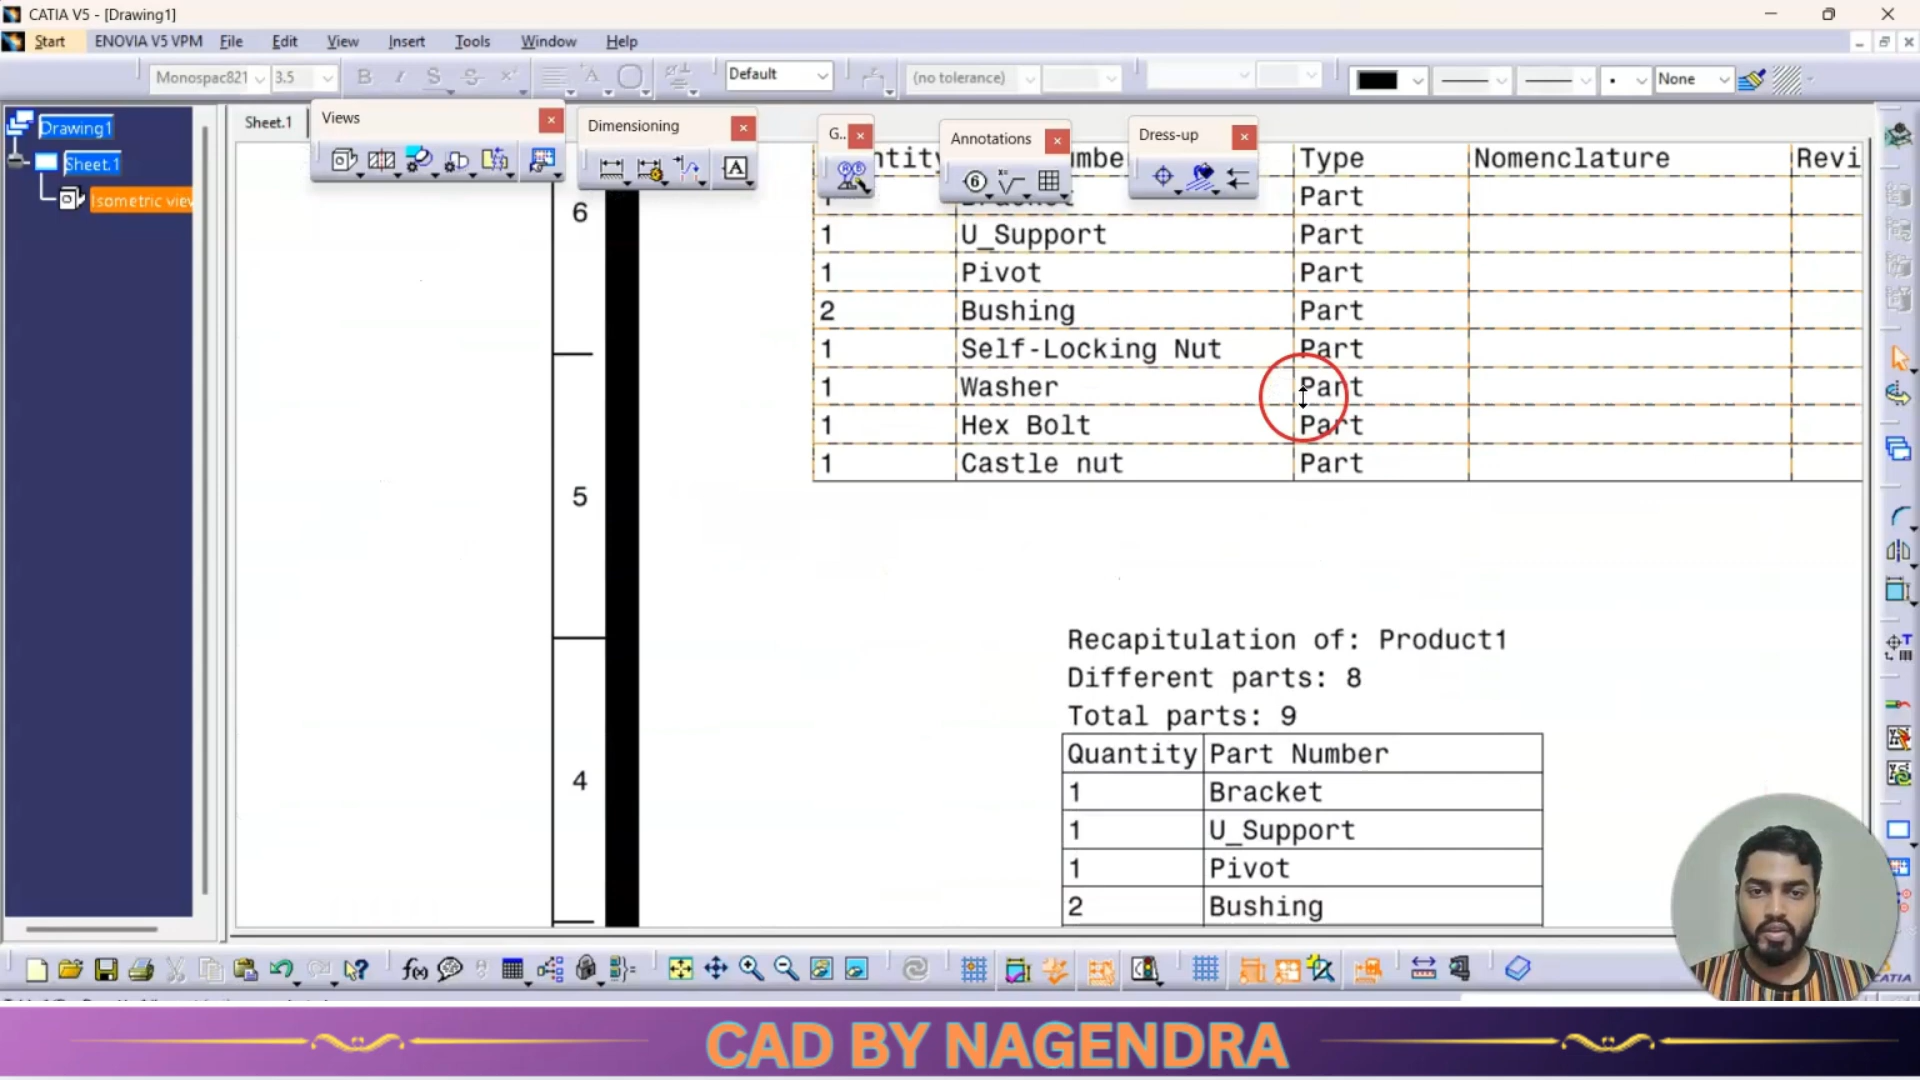 CATIA V5 - [Drawing1]
Start ENOVIA V5 VPM File Edit View Insert Tools Window Help
Monospac821 3.5 B Default (no tolerance) None
Drawing1
Sheet.1
Isometric view
Sheet.1
Views
Dimensioning
G..
Annotations
Dress-up
6
5
4
Type Nomenclature Revi
1 Part
1 U_Support Part
1 Pivot Part
2 Bushing Part
1 Self-Locking Nut Part
1 Washer Part
1 Hex Bolt Part
1 Castle nut Part
Recapitulation of: Product1
Different parts: 8
Total parts: 9
Quantity Part Number
1 Bracket
1 U_Support
1 Pivot
2 Bushing
CATIA
CAD BY NAGENDRA